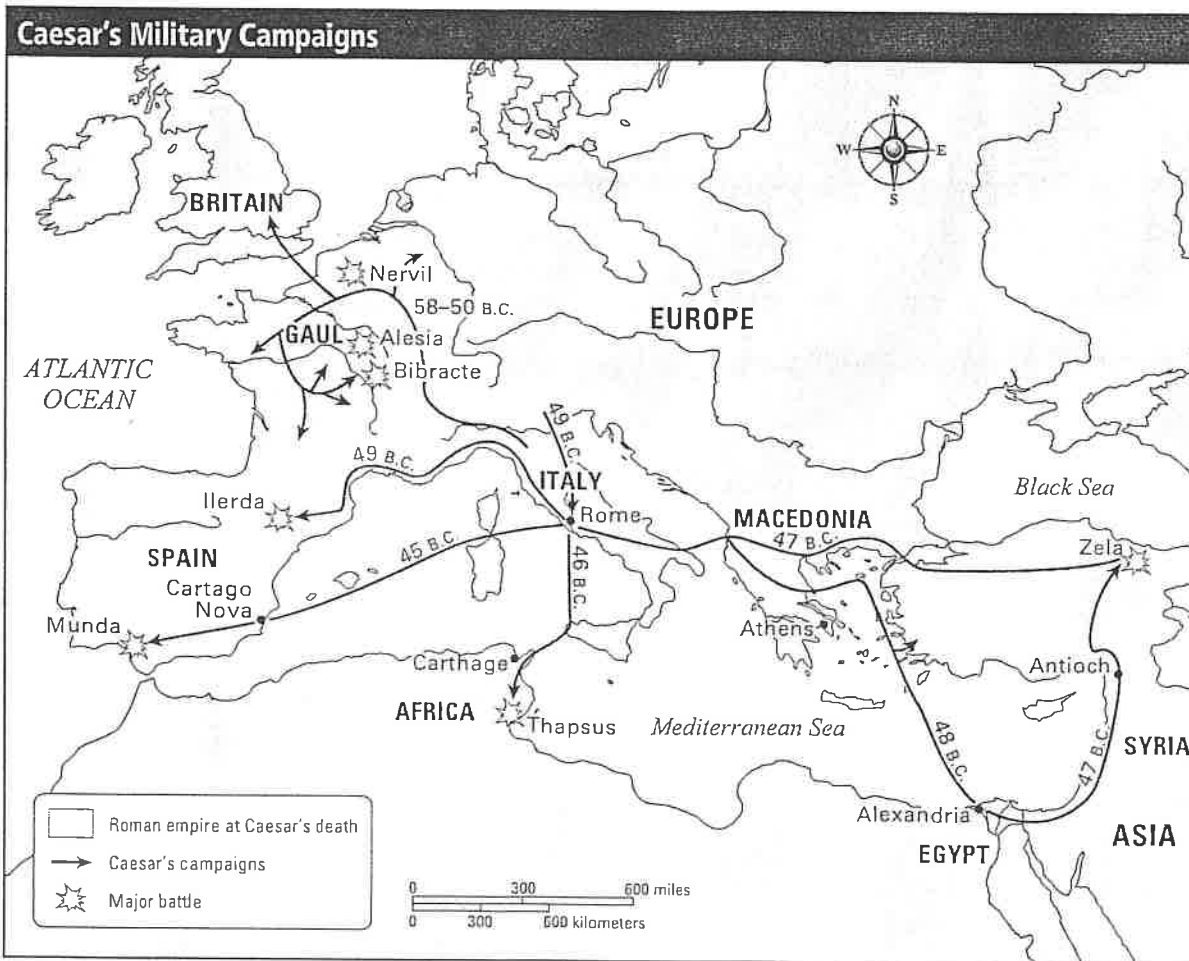 Caesar's Military Campaigns
N
W E
S
BRITAIN
Nervil
58–50 B.C.
EUROPE
GAUL
Alesia
Bibracte
ATLANTIC
OCEAN
49 B.C.
49 B.C.
ITALY
Ilerda
Rome
Black Sea
MACEDONIA
47 B.C.
Zela
SPAIN
45 B.C.
46 B.C.
Cartago
Nova
Munda
Athens
Carthage
Antioch
AFRICA
Thapsus
Mediterranean Sea
48 B.C.
47 B.C.
SYRIA
Alexandria
EGYPT
ASIA
Roman empire at Caesar's death
Caesar's campaigns
Major battle
0 300 600 miles
0 300 600 kilometers